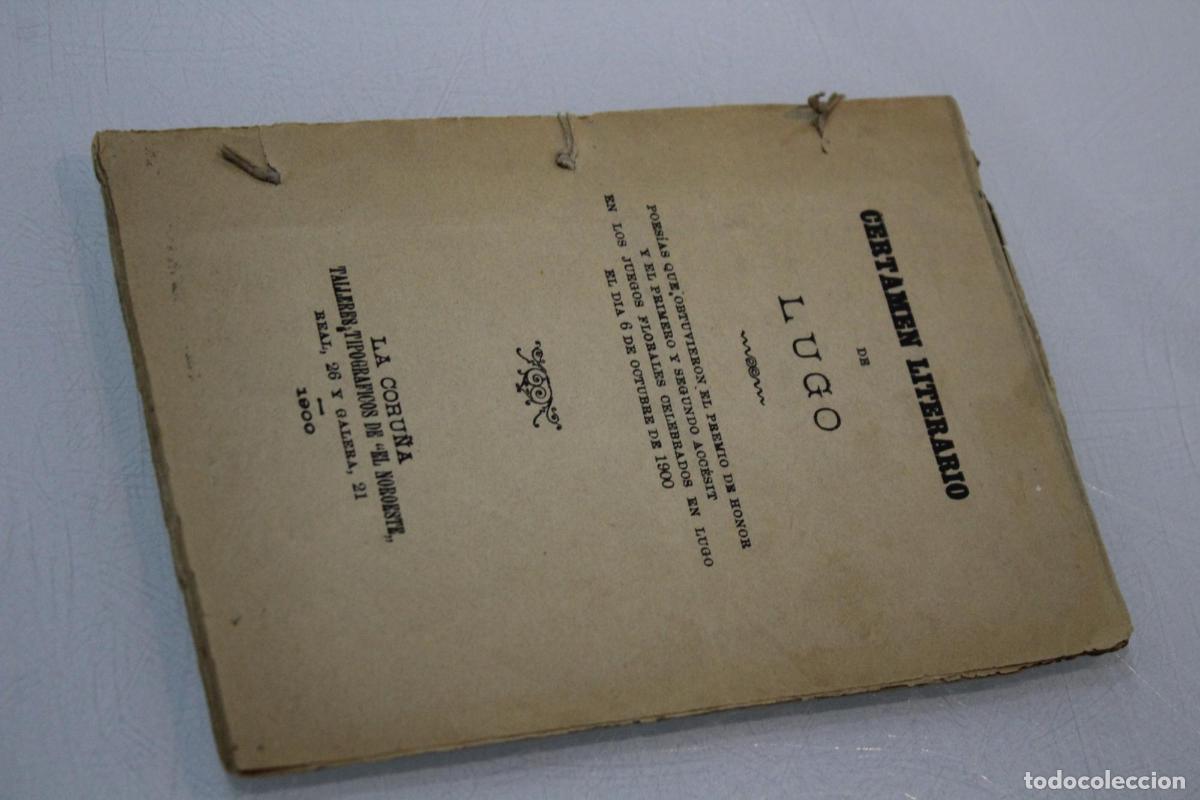 CERTAMEN LITERARIO
DE
LUGO
POESÍAS QUE OBTUVIERON EL PREMIO DE HONOR
Y EL PRIMERO Y SEGUNDO ACCÉSIT
EN LOS JUEGOS FLORALES CELEBRADOS EN LUGO
EL DIA 6 DE OCTUBRE DE 1900
LA CORUÑA
TALLERES TIPOGRÁFICOS DE "EL NOROESTE„
REAL, 26 Y GALERA, 21
1900
todocoleccion